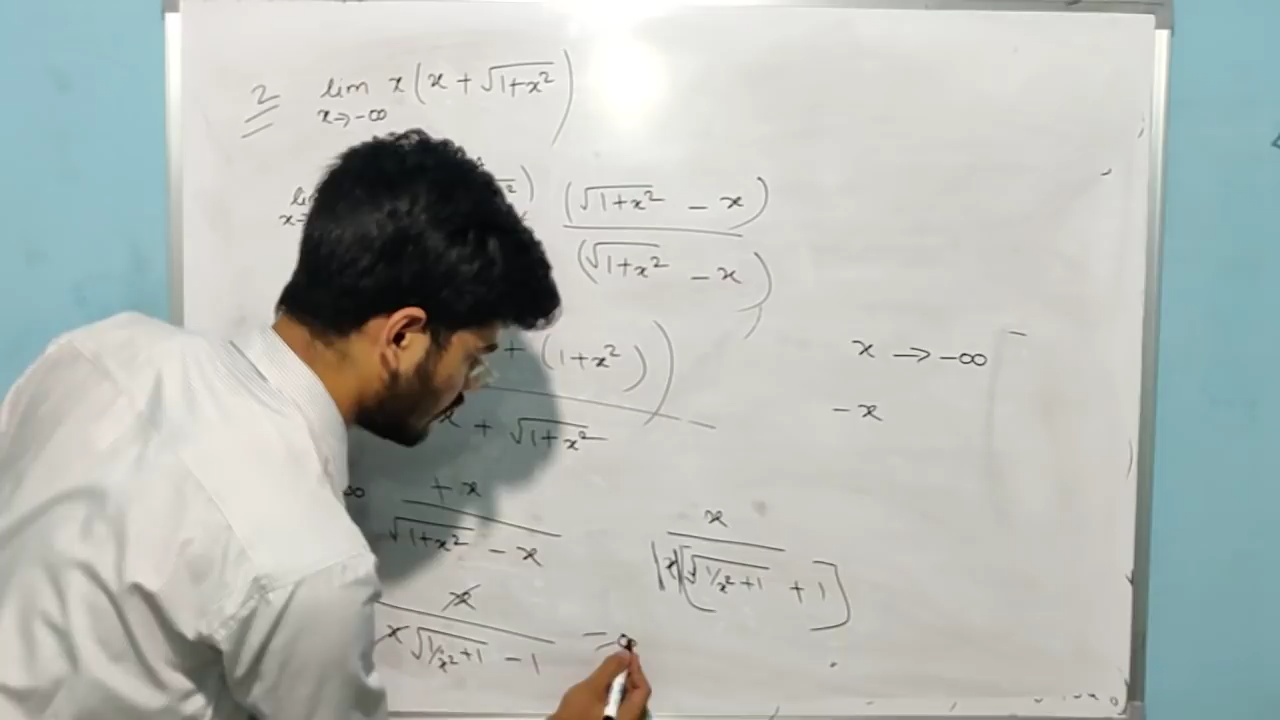 2 lim x(x + √1+x²)
x→-∞
(√1+x² - x)
(√1+x² - x)
+ (1+x²))
x → -∞
-x
x + √1+x²
∞ +x
√1+x² - x
x
|x|[√1/x²+1 + 1]
x
x√1/x²+1 - 1 =